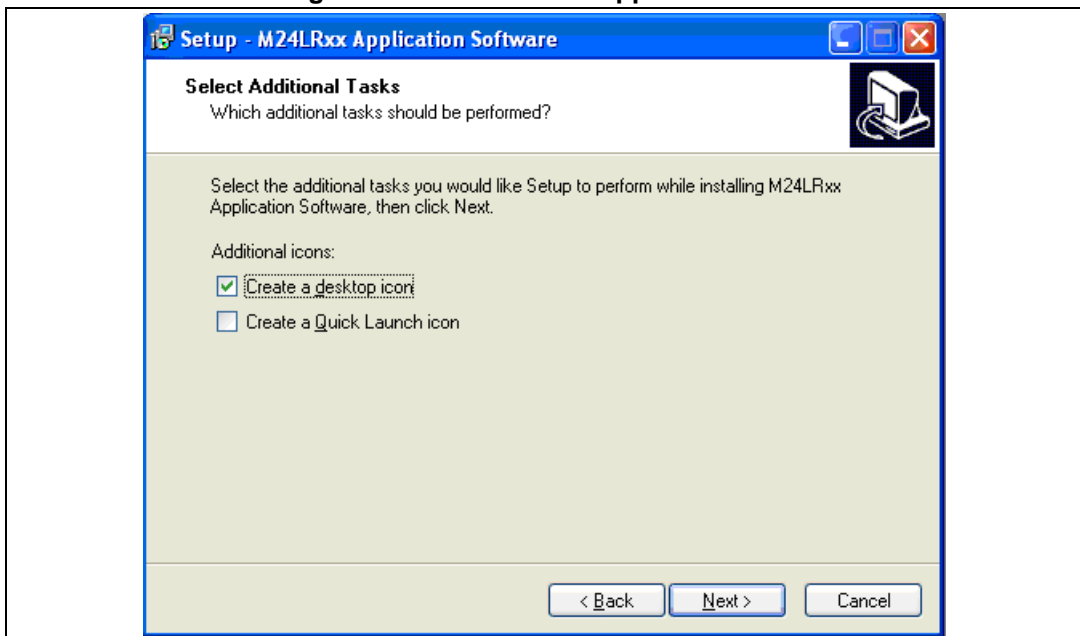 Setup - M24LRxx Application Software
Select Additional Tasks
Which additional tasks should be performed?
Select the additional tasks you would like Setup to perform while installing M24LRxx
Application Software, then click Next.
Additional icons:
Create a desktop icon
Create a Quick Launch icon
< Back Next > Cancel